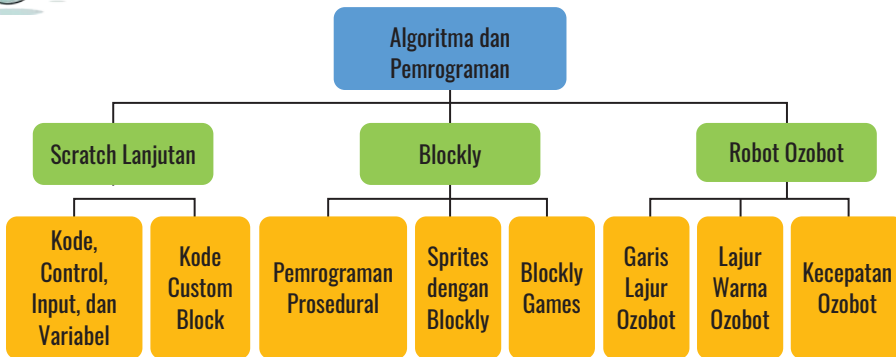 Algoritma dan
Pemrograman
Scratch Lanjutan
Blockly
Robot Ozobot
Kode,
Control,
Input, dan
Variabel
Kode
Custom
Block
Pemrograman
Prosedural
Sprites
dengan
Blockly
Blockly
Games
Garis
Lajur
Ozobot
Lajur
Warna
Ozobot
Kecepatan
Ozobot